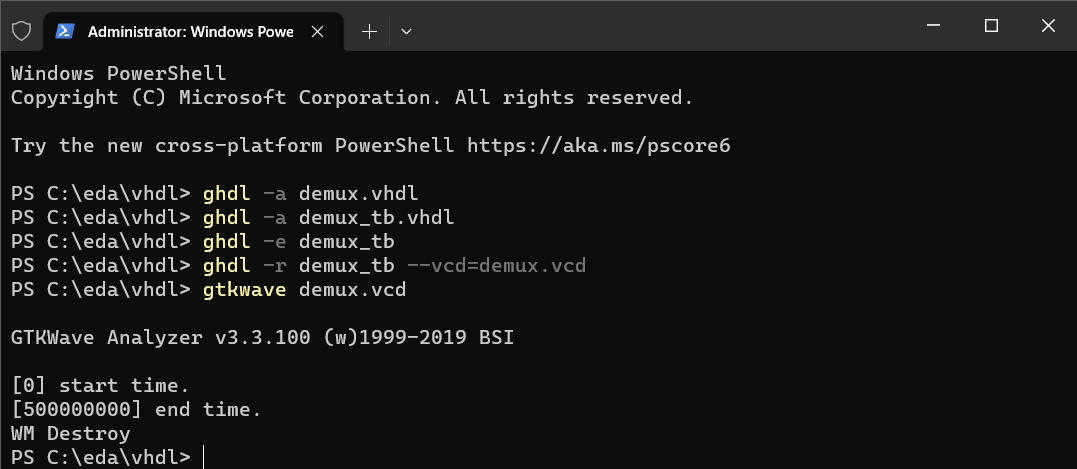 Administrator: Windows Powe
Windows PowerShell
Copyright (C) Microsoft Corporation. All rights reserved.
Try the new cross-platform PowerShell https://aka.ms/pscore6
PS C:\eda\vhdl> ghdl -a demux.vhdl
PS C:\eda\vhdl> ghdl -a demux_tb.vhdl
PS C:\eda\vhdl> ghdl -e demux_tb
PS C:\eda\vhdl> ghdl -r demux_tb --vcd=demux.vcd
PS C:\eda\vhdl> gtkwave demux.vcd
GTKWave Analyzer v3.3.100 (w)1999-2019 BSI
[0] start time.
[500000000] end time.
WM Destroy
PS C:\eda\vhdl>